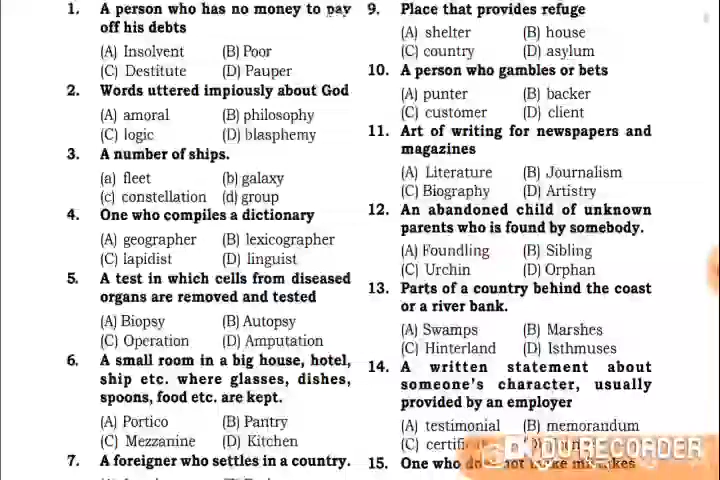 1. A person who has no money to pay
off his debts
(A) Insolvent (B) Poor
(C) Destitute (D) Pauper
2. Words uttered impiously about God
(A) amoral (B) philosophy
(C) logic (D) blasphemy
3. A number of ships.
(a) fleet (b) galaxy
(c) constellation (d) group
4. One who compiles a dictionary
(A) geographer (B) lexicographer
(C) lapidist (D) linguist
5. A test in which cells from diseased
organs are removed and tested
(A) Biopsy (B) Autopsy
(C) Operation (D) Amputation
6. A small room in a big house, hotel,
ship etc. where glasses, dishes,
spoons, food etc. are kept.
(A) Portico (B) Pantry
(C) Mezzanine (D) Kitchen
7. A foreigner who settles in a country.
9. Place that provides refuge
(A) shelter (B) house
(C) country (D) asylum
10. A person who gambles or bets
(A) punter (B) backer
(C) customer (D) client
11. Art of writing for newspapers and
magazines
(A) Literature (B) Journalism
(C) Biography (D) Artistry
12. An abandoned child of unknown
parents who is found by somebody.
(A) Foundling (B) Sibling
(C) Urchin (D) Orphan
13. Parts of a country behind the coast
or a river bank.
(A) Swamps (B) Marshes
(C) Hinterland (D) Isthmuses
14. A written statement about
someone's character, usually
provided by an employer
(A) testimonial (B) memorandum
(C)
DU RECORDER
15. One who